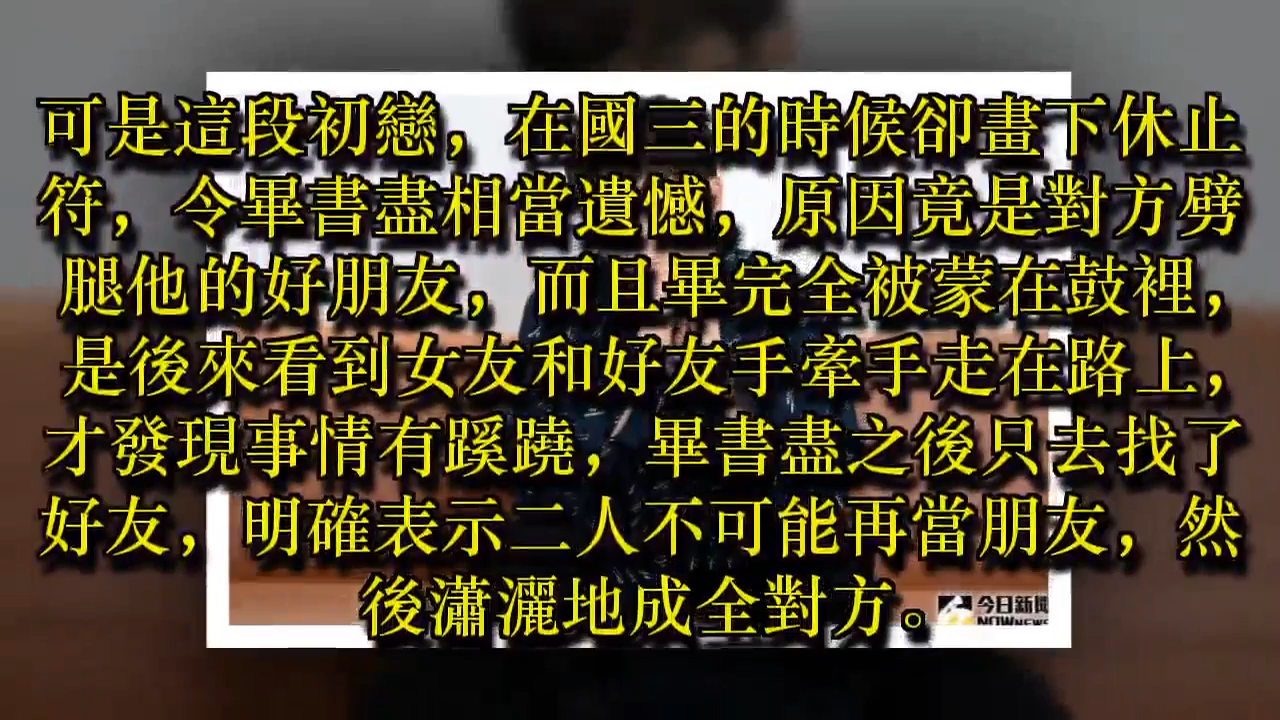 可是這段初戀，在國三的時候卻畫下休止
符，令畢書盡相當遺憾，原因竟是對方劈
腿他的好朋友，而且畢完全被蒙在鼓裡，
是後來看到女友和好友手牽手走在路上，
才發現事情有蹊蹺，畢書盡之後只去找了
好友，明確表示二人不可能再當朋友，然
後瀟灑地成全對方。
今日新聞
NOWNEWS